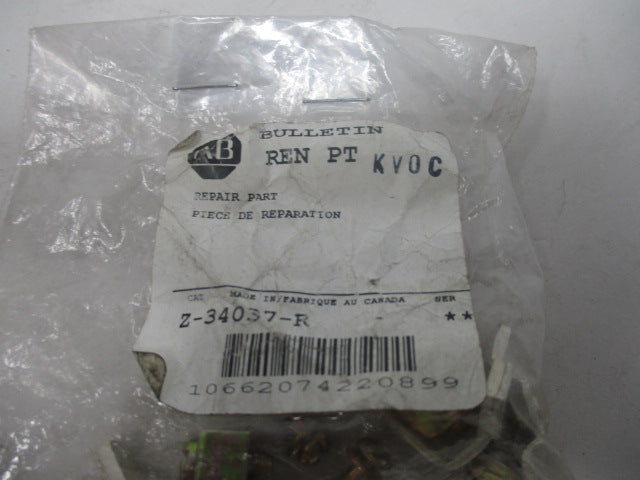 AB
BULLETIN
REN PT KVOC
REPAIR PART
PIECE DE REPARATION
CAT MADE IN/FABRIQUE AU CANADA SER
Z-34037-R - **
10662074220899